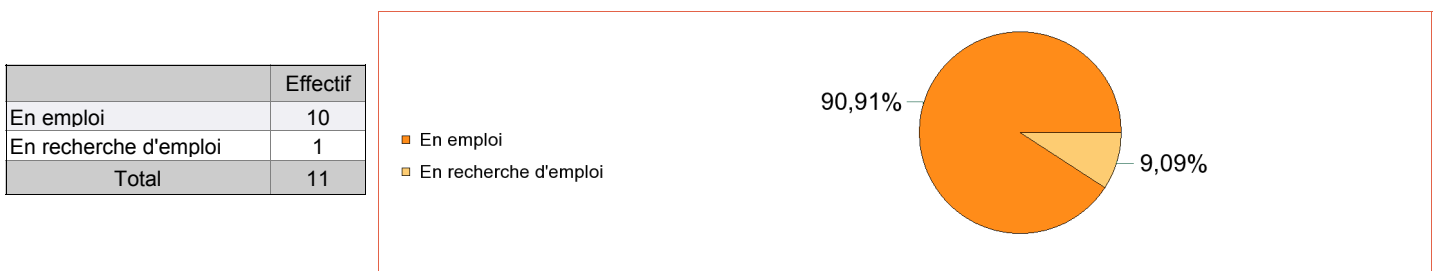 Effectif
En emploi 10
En recherche d'emploi 1
Total 11
En emploi
En recherche d'emploi
90,91%
9,09%